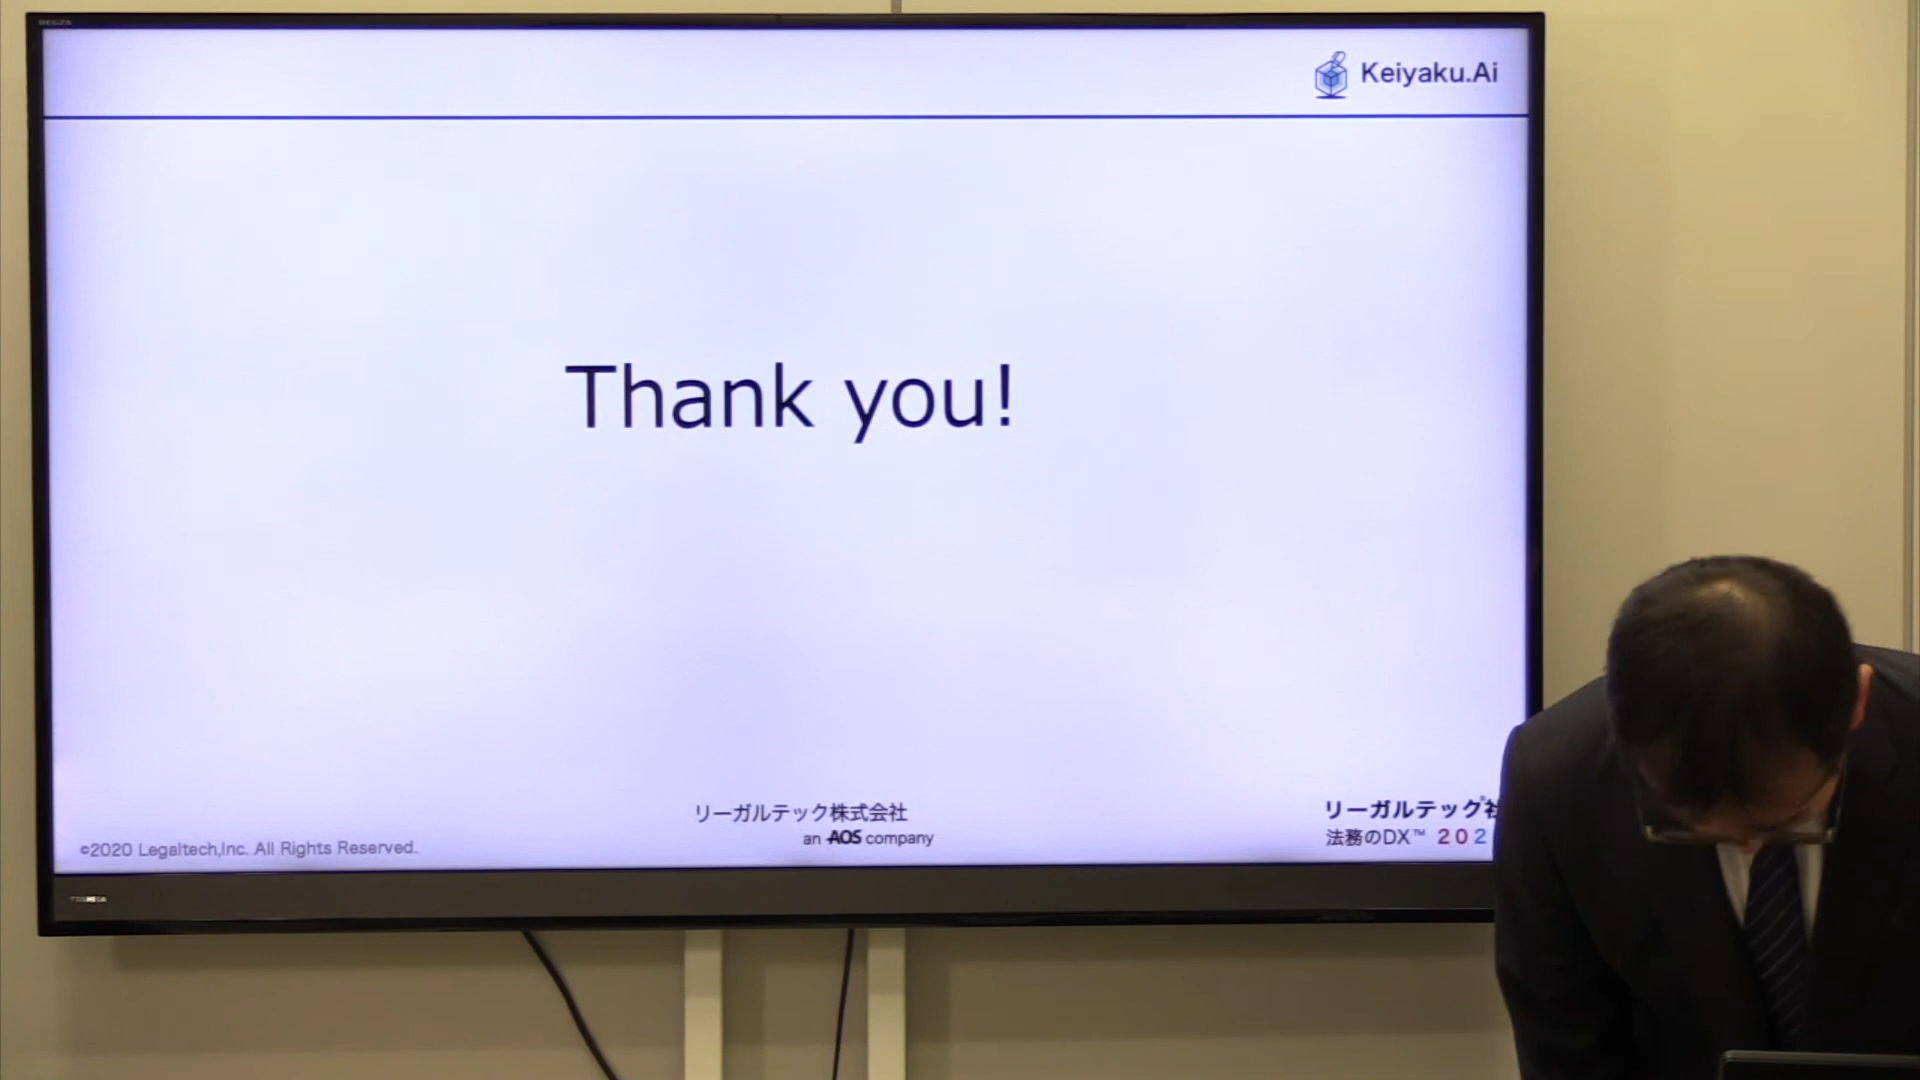 REGZA
Keiyaku.Ai
Thank you!
リーガルテック株式会社
an AOS company
リーガルテック社
法務のDX™ 202
©2020 Legaltech,Inc. All Rights Reserved.
TOSHIBA